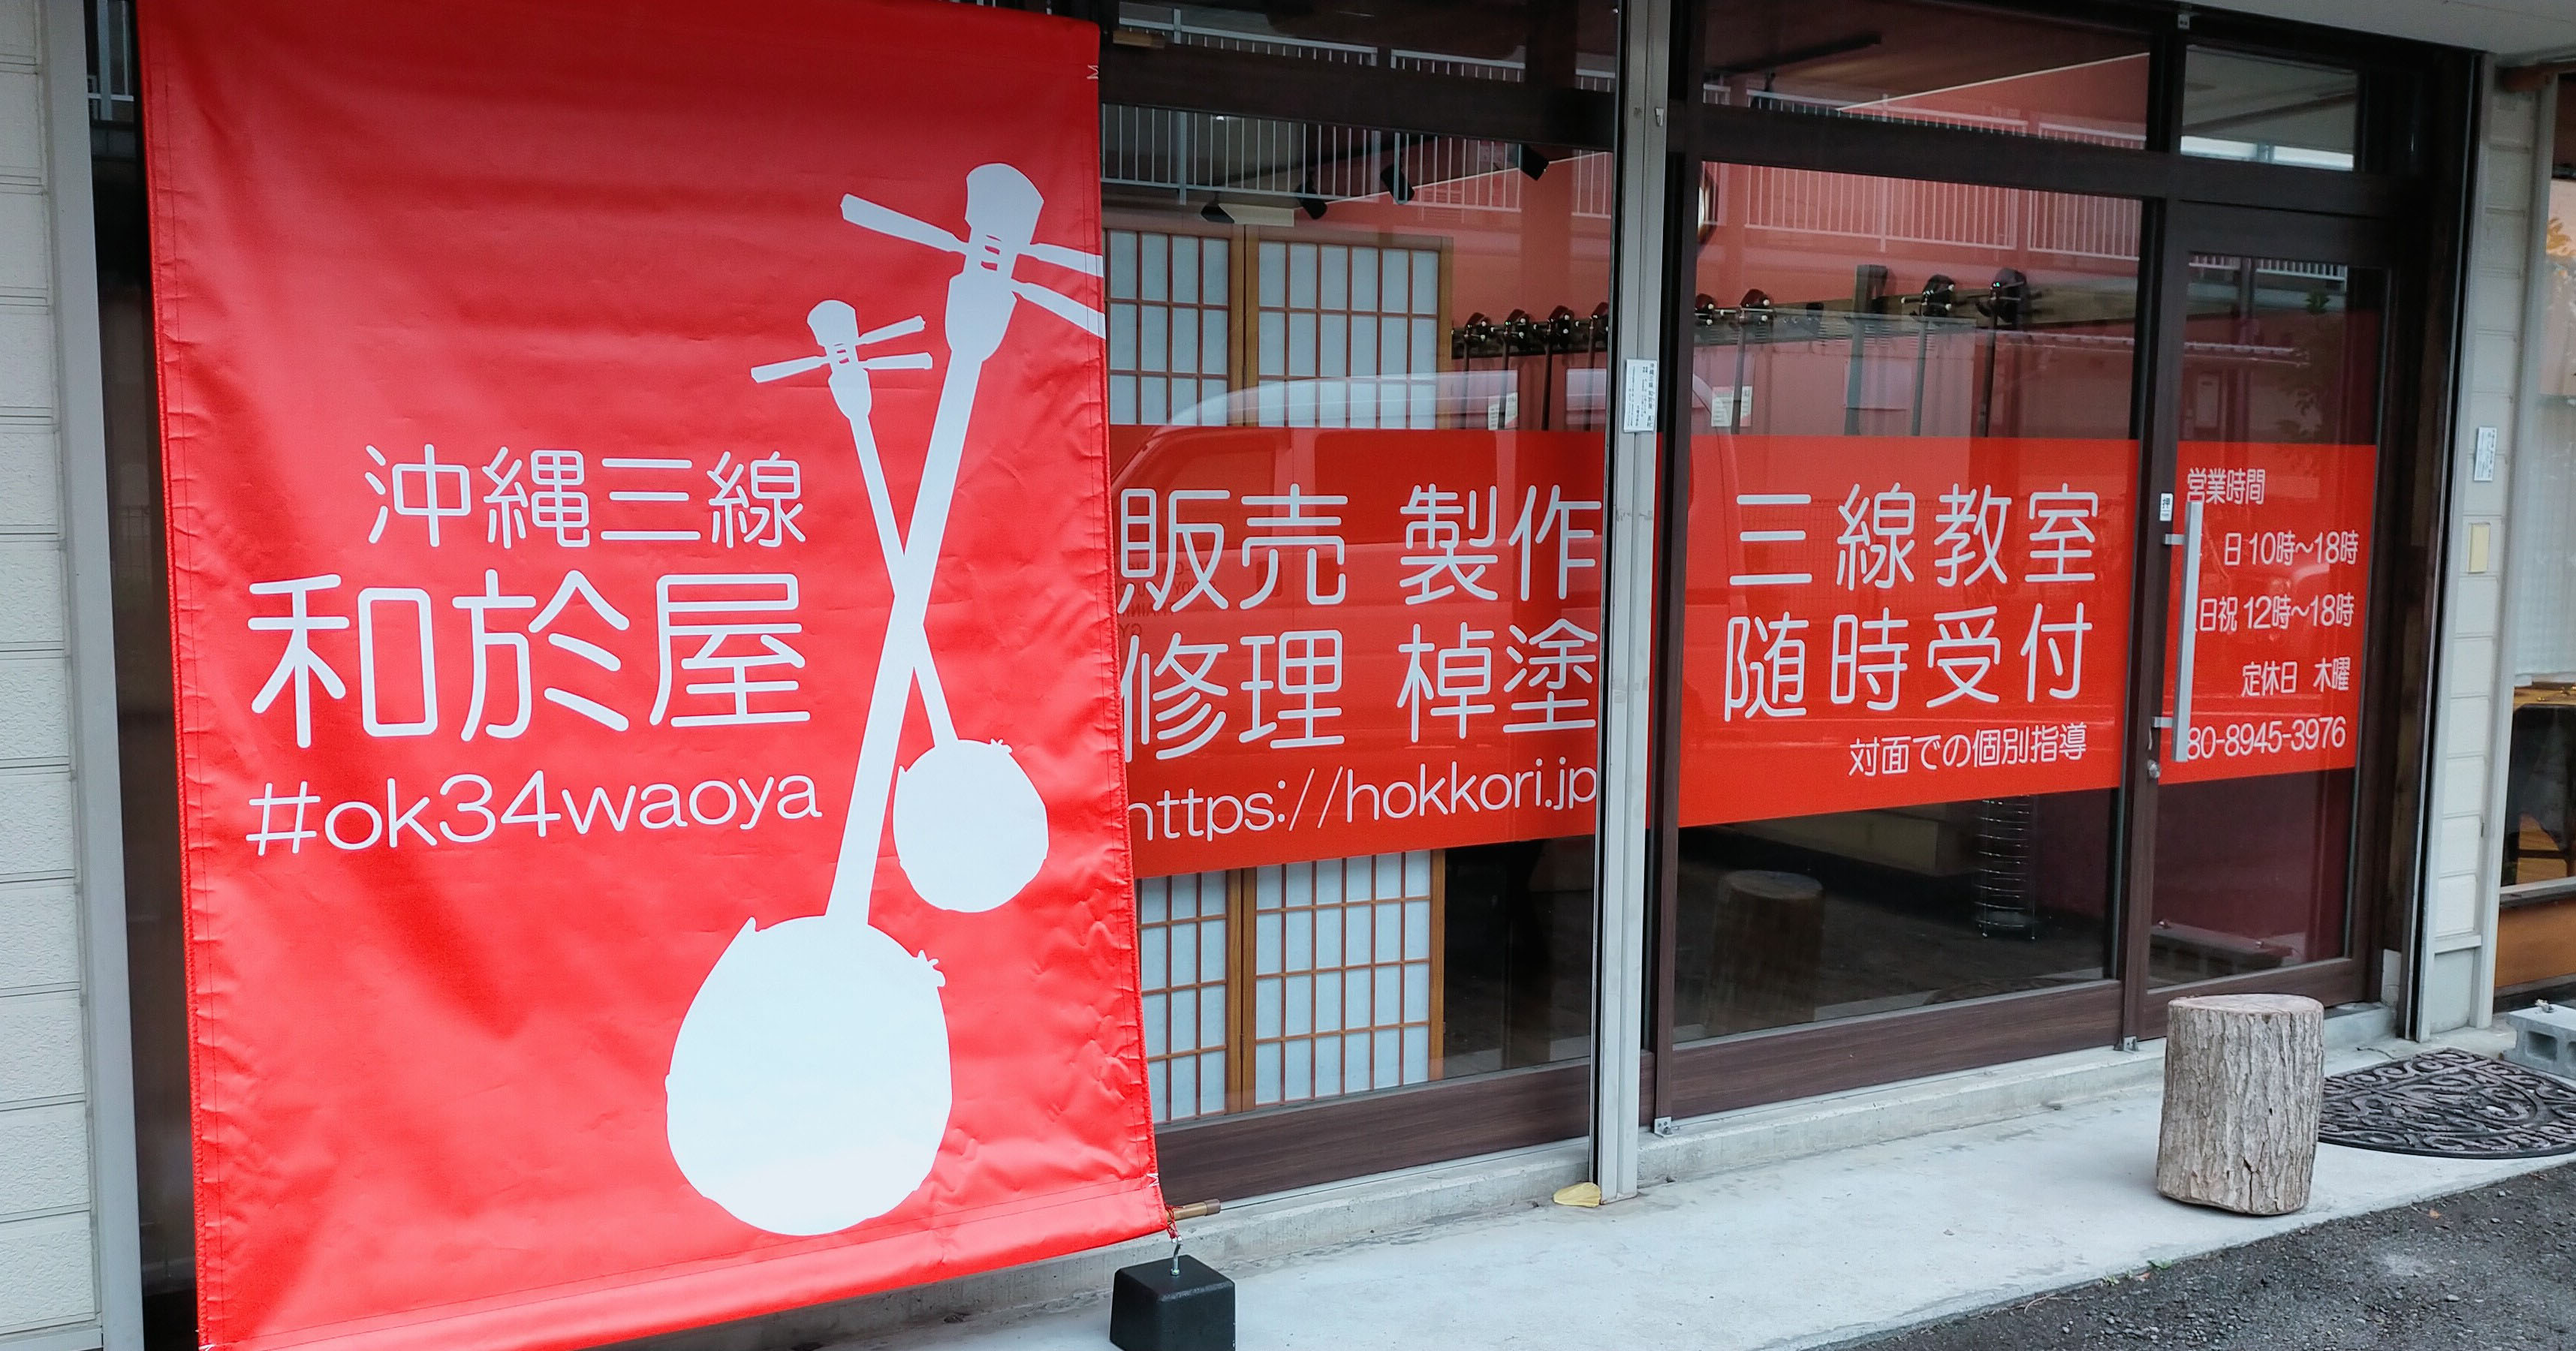 沖縄三線
和於屋
#ok34waoya
販売 製作
修理 棹塗
https://hokkori.jp
三線教室
随時受付
対面での個別指導
営業時間
日 10時〜18時
日祝 12時〜18時
定休日 木曜
80-8945-3976